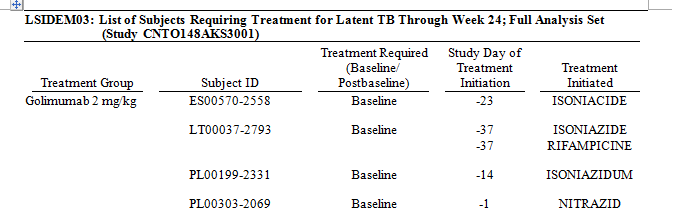 LSIDEM03: List of Subjects Requiring Treatment for Latent TB Through Week 24; Full Analysis Set
(Study CNTO148AKS3001)
Treatment Required Study Day of
(Baseline/ Treatment Treatment
Treatment Group Subject ID Postbaseline) Initiation Initiated
Golimumab 2 mg/kg ES00570-2558 Baseline -23 ISONIACIDE
LT00037-2793 Baseline -37 ISONIAZIDE
-37 RIFAMPICINE
PL00199-2331 Baseline -14 ISONIAZIDUM
PL00303-2069 Baseline -1 NITRAZID